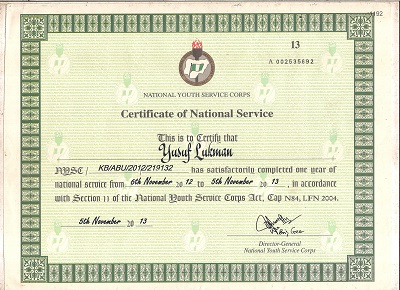 1192
13
A 002535692
NATIONAL YOUTH SERVICE CORPS
Certificate of National Service
This is to Certify that
Yusuf Lukman
NYSC/ KB/ABU/2012/219132 has satisfactorily completed one year of
national service from 6th November 20 12 to 5th November 20 13, in accordance
with Section 11 of the National Youth Service Corps Act, Cap N84, LFN 2004.
5th November 20 13
Director-General
National Youth Service Corps